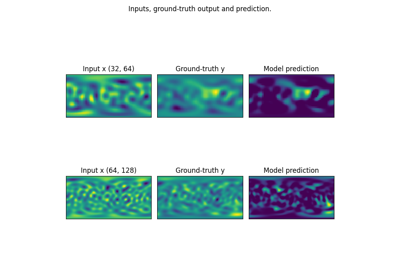 Inputs, ground-truth output and prediction.
Input x (32, 64) Ground-truth y Model prediction
Input x (64, 128) Ground-truth y Model prediction